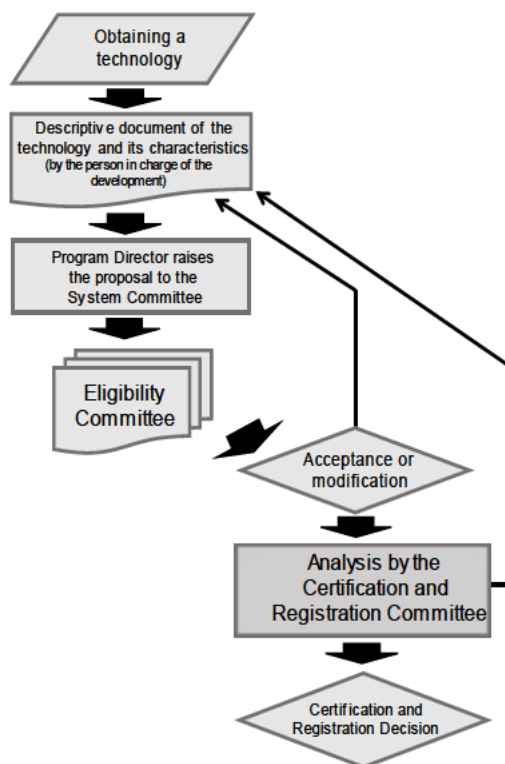 Obtaining a
technology
Descriptive document of the
technology and its characteristics
(by the person in charge of the
development)
Program Director raises
the proposal to the
System Committee
Eligibility
Committee
Acceptance or
modification
Analysis by the
Certification and
Registration Committee
Certification and
Registration Decision